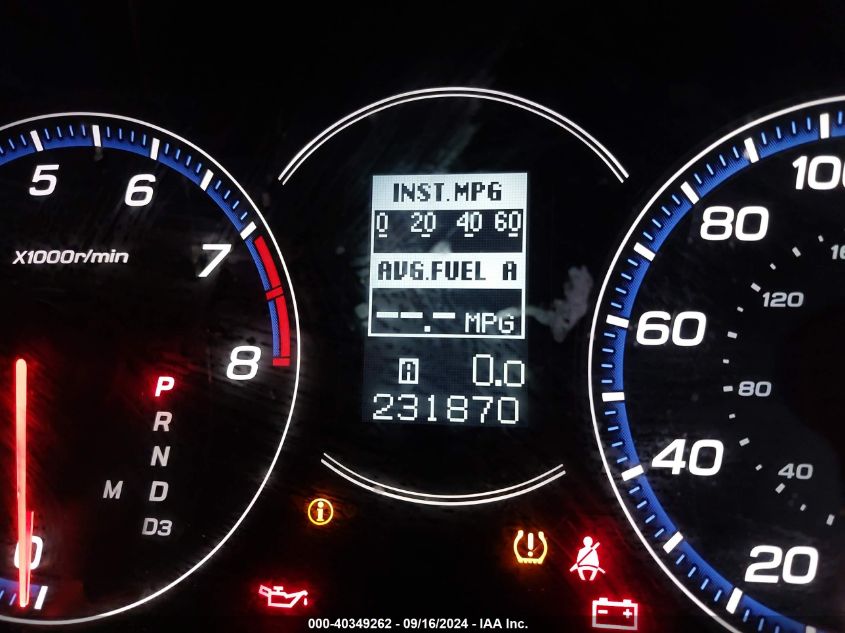 5
6
7
8
X1000r/min
P
R
N
M D
D3
0
INST.MPG
0 20 40 60
AVG.FUEL A
--.- MPG
A 0.0
231870
100
80
60
40
20
120
80
40
000-40349262 - 09/16/2024 - IAA Inc.